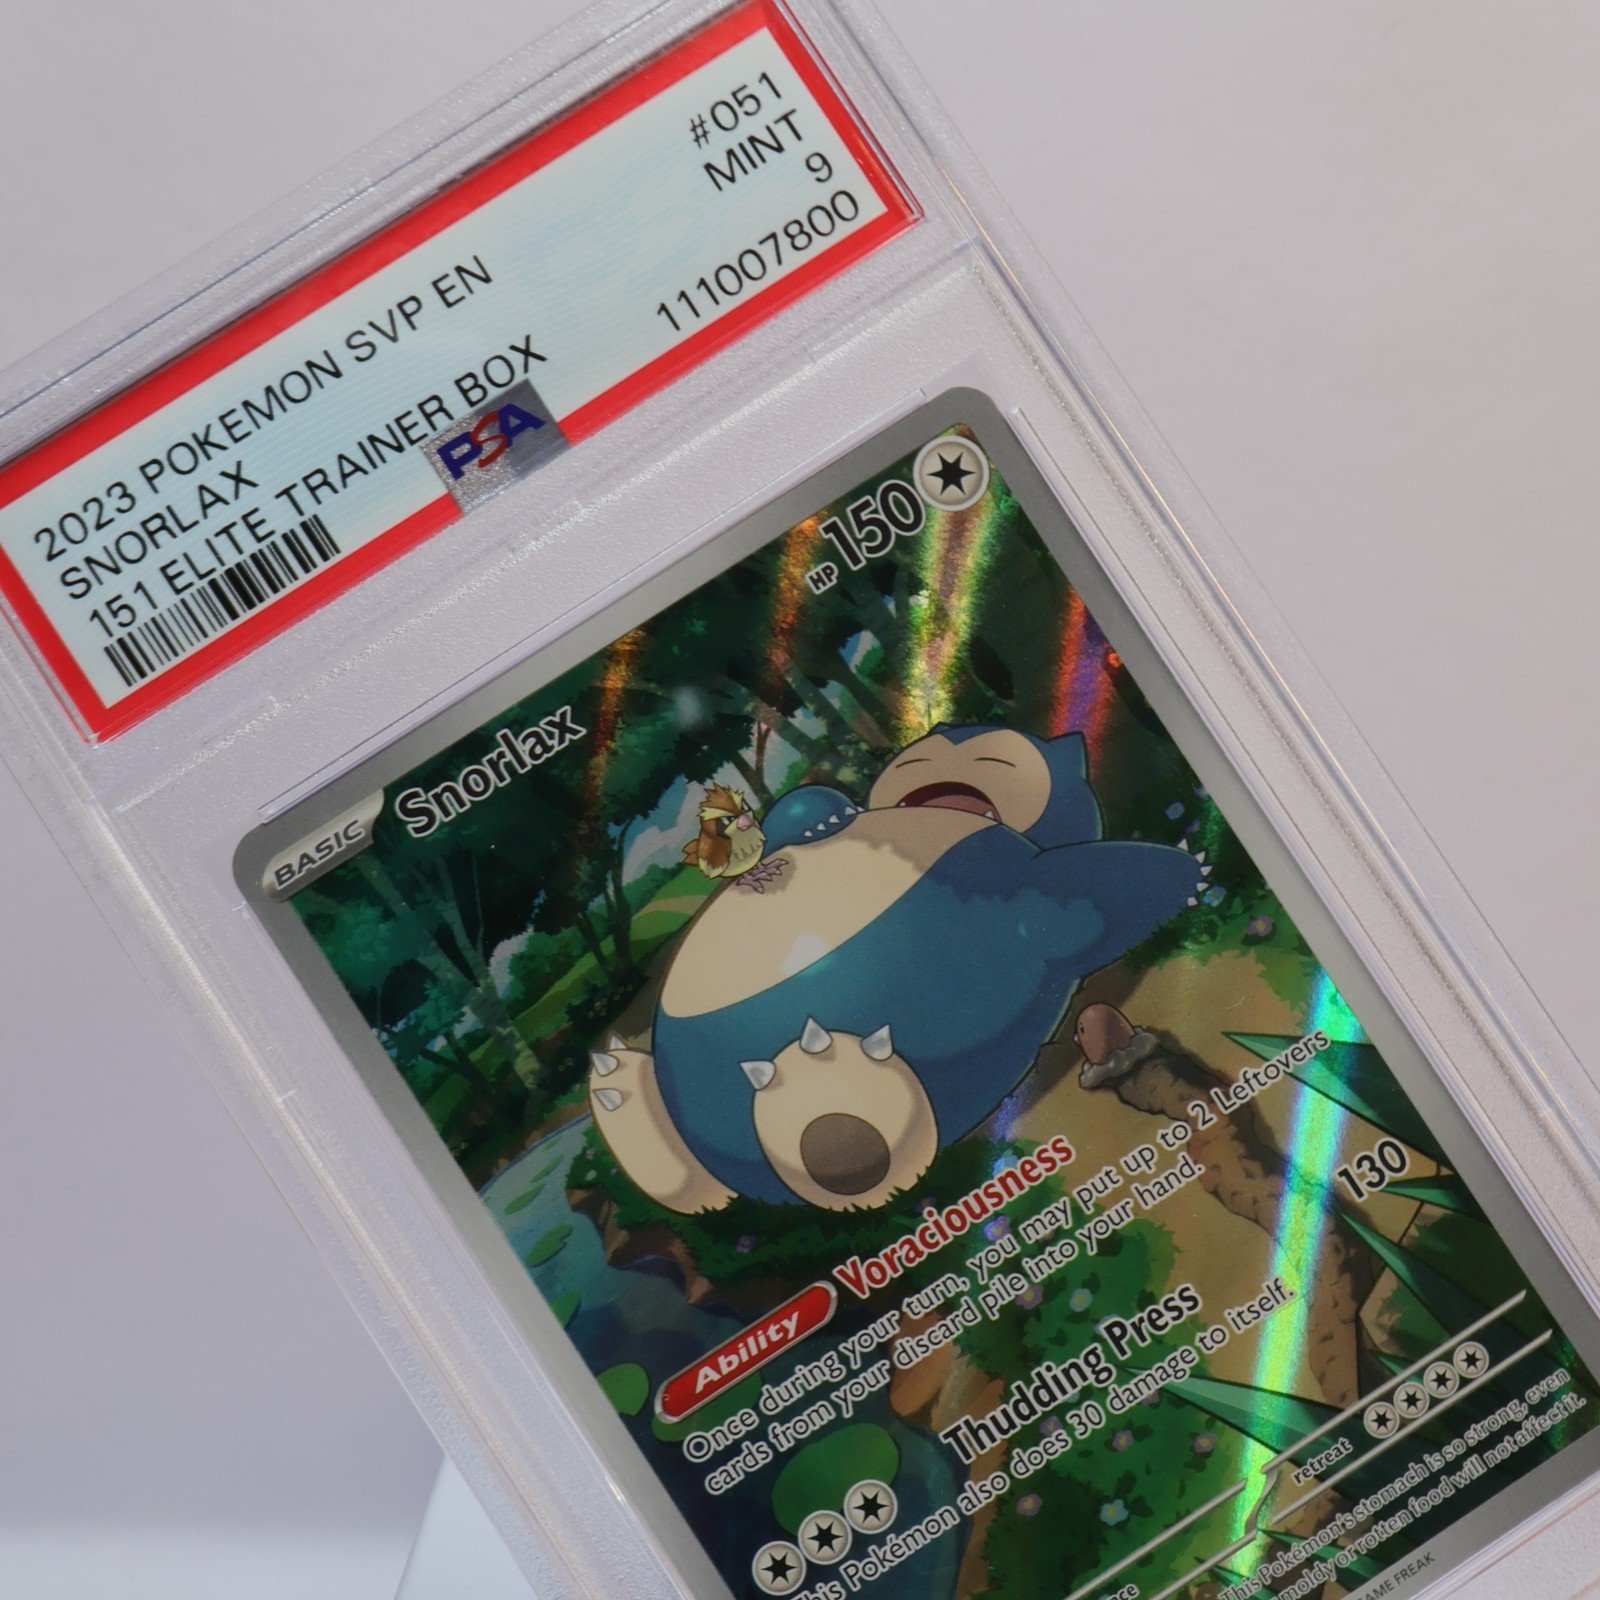 2023 POKEMON SVP EN
#051
SNORLAX
MINT
151 ELITE TRAINER BOX
9
111007800
PSA
BASIC
Snorlax
HP 150
Ability
Voraciousness
Once during your turn, you may put up to 2 Leftovers
cards from your discard pile into your hand.
Thudding Press
130
This Pokémon also does 30 damage to itself.
retreat
This Pokémon's stomach is so strong, even
moldy or rotten food will not affect it.
GAME FREAK